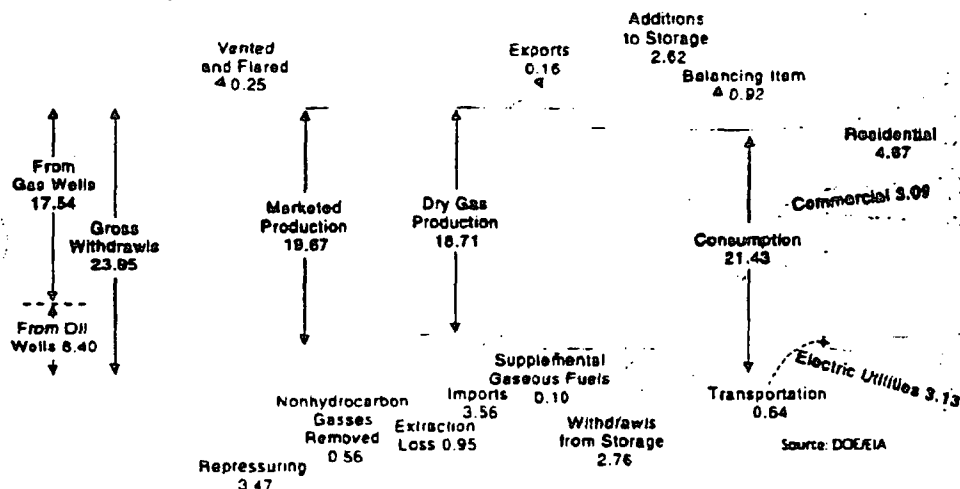 Vented
and Flared
0.25
Exports
0.16
Additions
to Storage
2.62
Balancing Item
0.92
From
Gas Wells
17.54
Gross
Withdrawls
23.95
From Oil
Wells 6.40
Marketed
Production
19.67
Dry Gas
Production
18.71
Consumption
21.43
Residential
4.67
Commercial 3.09
Electric Utilities 3.13
Transportation
0.64
Supplemental
Gaseous Fuels
0.10
Imports
3.56
Withdrawls
from Storage
2.76
Extraction
Loss 0.95
Nonhydrocarbon
Gasses
Removed
0.56
Repressuring
3.47
Source: DOE/EIA